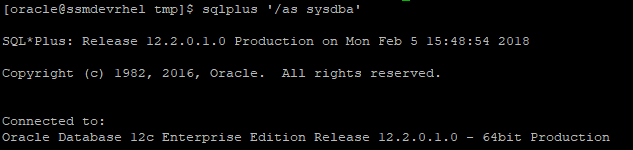 [oracle@ssmdevrhel tmp]$ sqlplus '/as sysdba'
SQL*Plus: Release 12.2.0.1.0 Production on Mon Feb 5 15:48:54 2018
Copyright (c) 1982, 2016, Oracle.  All rights reserved.
Connected to:
Oracle Database 12c Enterprise Edition Release 12.2.0.1.0 - 64bit Production